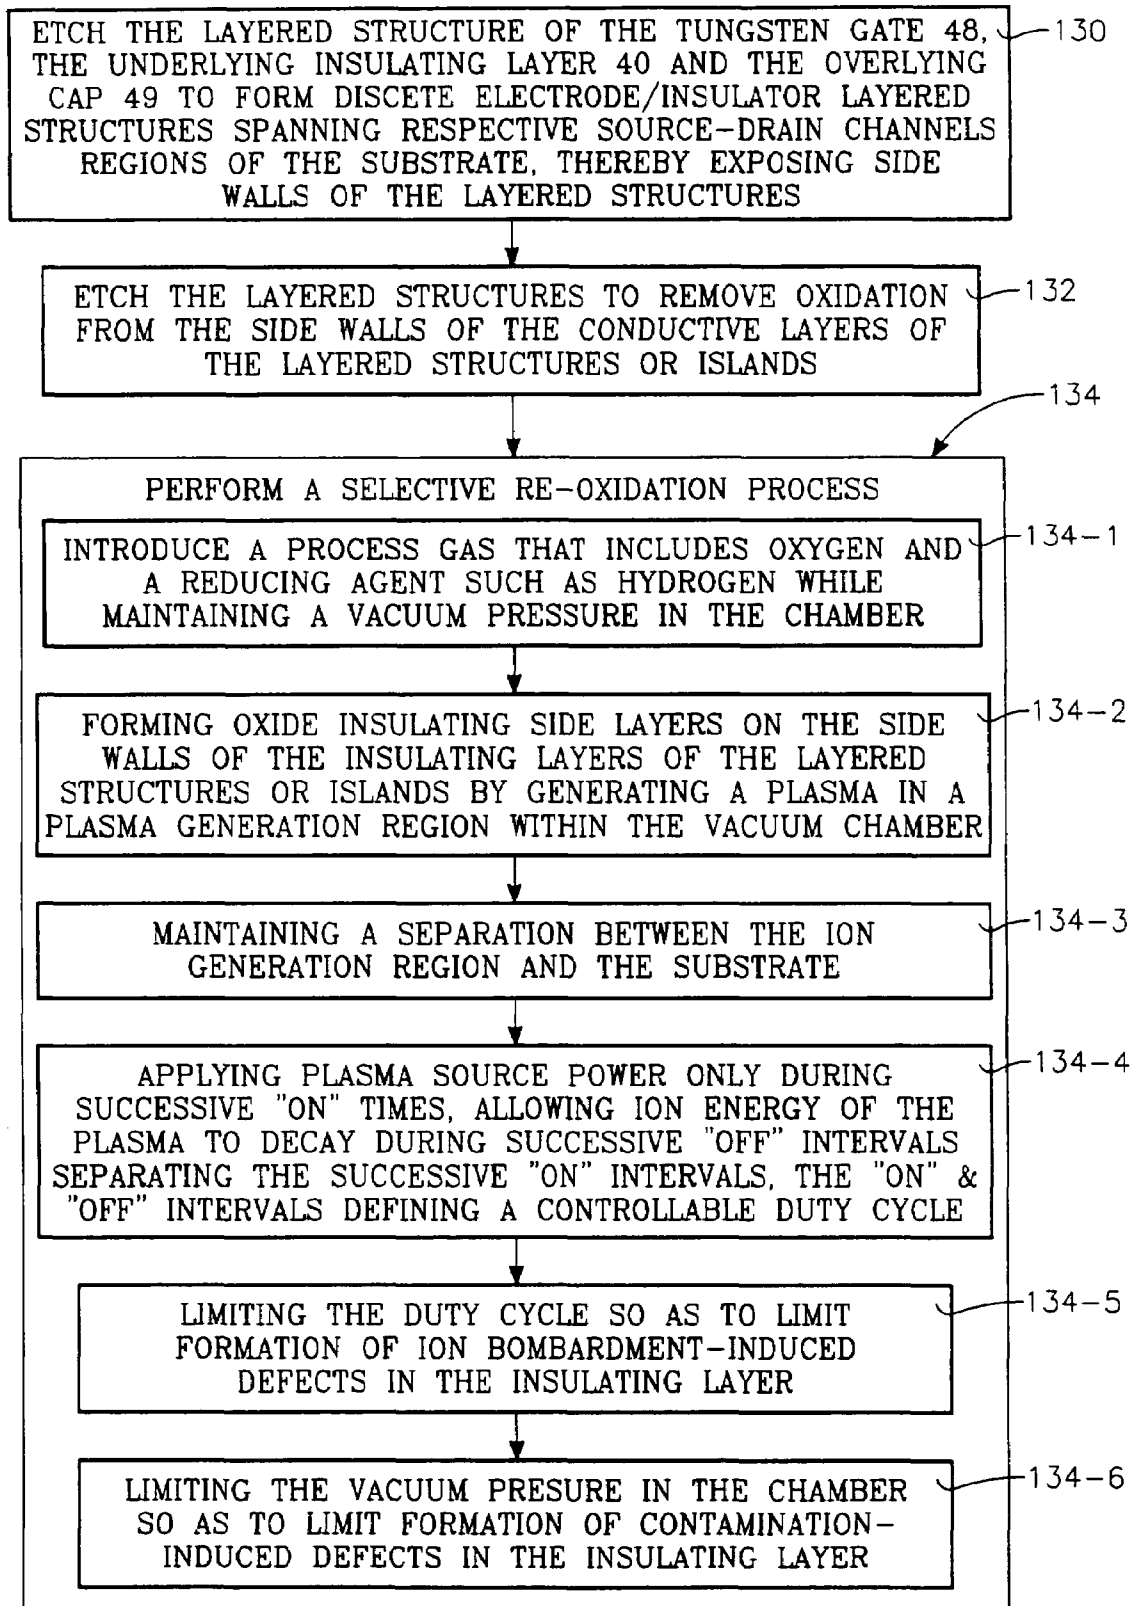 ETCH THE LAYERED STRUCTURE OF THE TUNGSTEN GATE 48,
THE UNDERLYING INSULATING LAYER 40 AND THE OVERLYING
CAP 49 TO FORM DISCETE ELECTRODE/INSULATOR LAYERED
STRUCTURES SPANNING RESPECTIVE SOURCE-DRAIN CHANNELS
REGIONS OF THE SUBSTRATE, THEREBY EXPOSING SIDE
WALLS OF THE LAYERED STRUCTURES
130
ETCH THE LAYERED STRUCTURES TO REMOVE OXIDATION
FROM THE SIDE WALLS OF THE CONDUCTIVE LAYERS OF
THE LAYERED STRUCTURES OR ISLANDS
132
134
PERFORM A SELECTIVE RE-OXIDATION PROCESS
INTRODUCE A PROCESS GAS THAT INCLUDES OXYGEN AND
A REDUCING AGENT SUCH AS HYDROGEN WHILE
MAINTAINING A VACUUM PRESSURE IN THE CHAMBER
134-1
FORMING OXIDE INSULATING SIDE LAYERS ON THE SIDE
WALLS OF THE INSULATING LAYERS OF THE LAYERED
STRUCTURES OR ISLANDS BY GENERATING A PLASMA IN A
PLASMA GENERATION REGION WITHIN THE VACUUM CHAMBER
134-2
MAINTAINING A SEPARATION BETWEEN THE ION
GENERATION REGION AND THE SUBSTRATE
134-3
APPLYING PLASMA SOURCE POWER ONLY DURING
SUCCESSIVE "ON" TIMES, ALLOWING ION ENERGY OF THE
PLASMA TO DECAY DURING SUCCESSIVE "OFF" INTERVALS
SEPARATING THE SUCCESSIVE "ON" INTERVALS, THE "ON" &
"OFF" INTERVALS DEFINING A CONTROLLABLE DUTY CYCLE
134-4
LIMITING THE DUTY CYCLE SO AS TO LIMIT
FORMATION OF ION BOMBARDMENT-INDUCED
DEFECTS IN THE INSULATING LAYER
134-5
LIMITING THE VACUUM PRESURE IN THE CHAMBER
SO AS TO LIMIT FORMATION OF CONTAMINATION-
INDUCED DEFECTS IN THE INSULATING LAYER
134-6